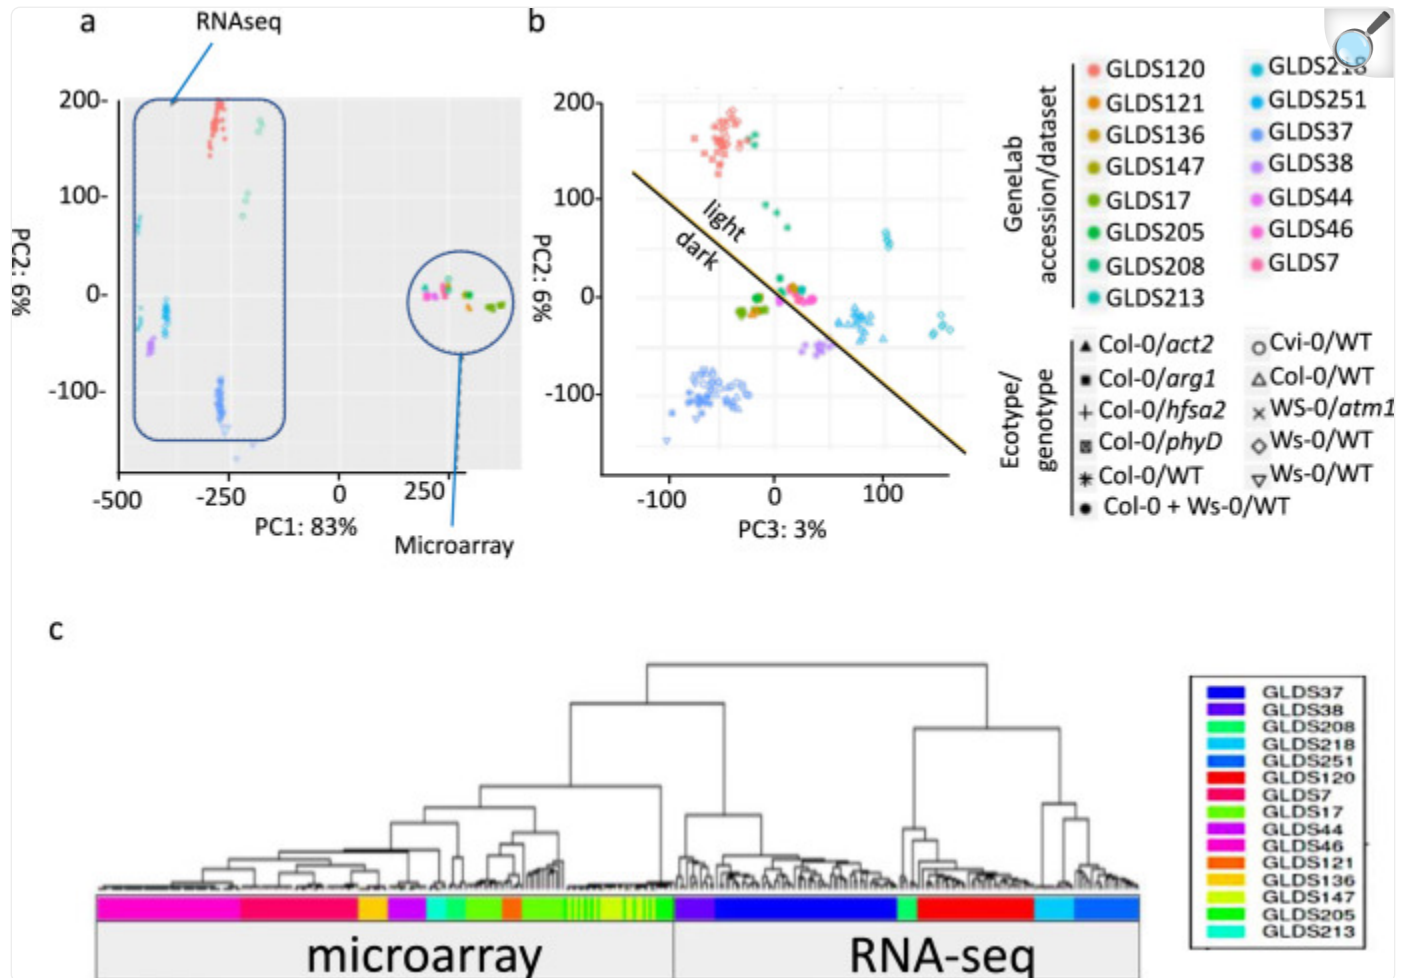 a
RNAseq
200-
100-
0-
-100-
PC2: 6%
-500
-250
0
250
PC1: 83%
Microarray
b
200-
100-
0-
-100-
PC2: 6%
light
dark
-100
0
100
PC3: 3%
GeneLab
accession/dataset
GLDS120
GLDS121
GLDS136
GLDS147
GLDS17
GLDS205
GLDS208
GLDS213
GLDS218
GLDS251
GLDS37
GLDS38
GLDS44
GLDS46
GLDS7
Ecotype/
genotype
Col-0/act2
Col-0/arg1
Col-0/hfsa2
Col-0/phyD
Col-0/WT
Col-0 + Ws-0/WT
Cvi-0/WT
Col-0/WT
WS-0/atm1
Ws-0/WT
Ws-0/WT
c
microarray
RNA-seq
GLDS37
GLDS38
GLDS208
GLDS218
GLDS251
GLDS120
GLDS7
GLDS17
GLDS44
GLDS46
GLDS121
GLDS136
GLDS147
GLDS205
GLDS213